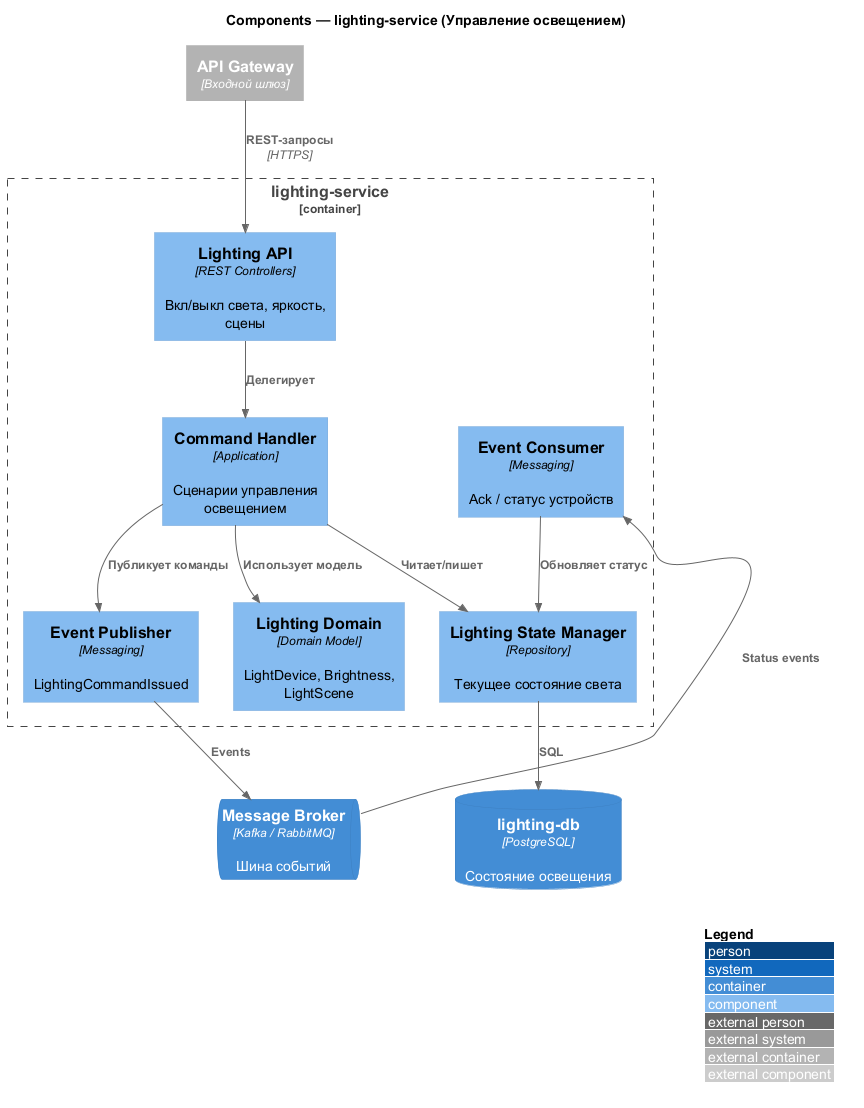 Components — lighting-service (Управление освещением)
API Gateway
[Входной шлюз]
REST-запросы
[HTTPS]
lighting-service
[container]
Lighting API
[REST Controllers]
Вкл/выкл света, яркость,
сцены
Делегирует
Command Handler
[Application]
Сценарии управления
освещением
Event Consumer
[Messaging]
Ack / статус устройств
Публикует команды
Использует модель
Читает/пишет
Обновляет статус
Event Publisher
[Messaging]
LightingCommandIssued
Lighting Domain
[Domain Model]
LightDevice, Brightness,
LightScene
Lighting State Manager
[Repository]
Текущее состояние света
Status events
Events
SQL
Message Broker
[Kafka / RabbitMQ]
Шина событий
lighting-db
[PostgreSQL]
Состояние освещения
Legend
person
system
container
component
external person
external system
external container
external component